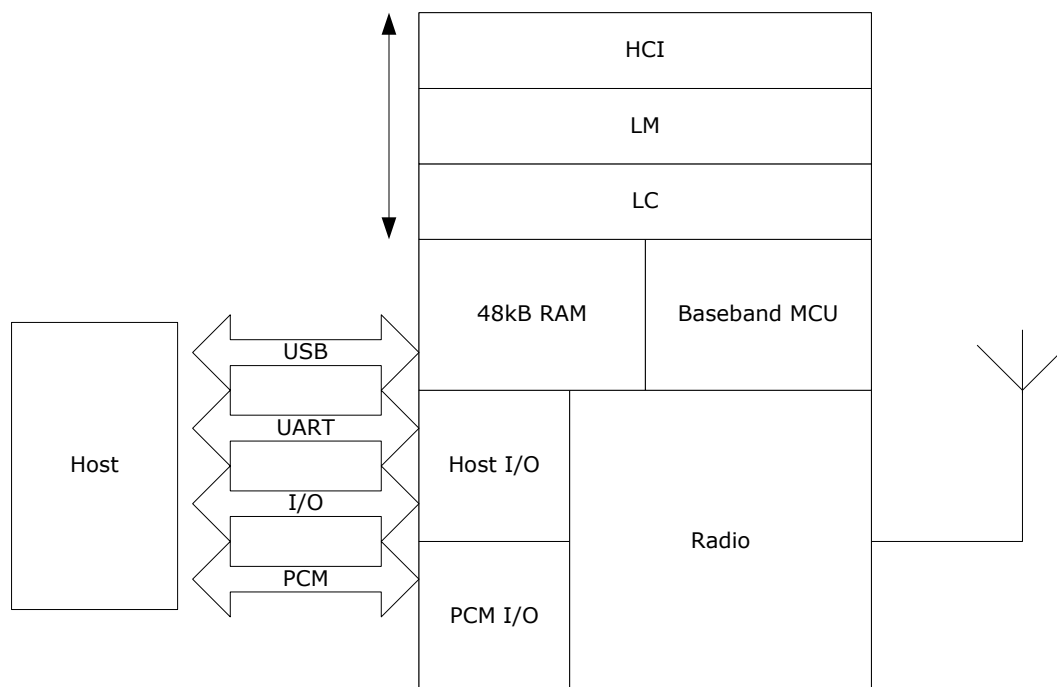 HCI
LM
LC
48kB RAM
Baseband MCU
USB
UART
Host
Host I/O
I/O
Radio
PCM
PCM I/O